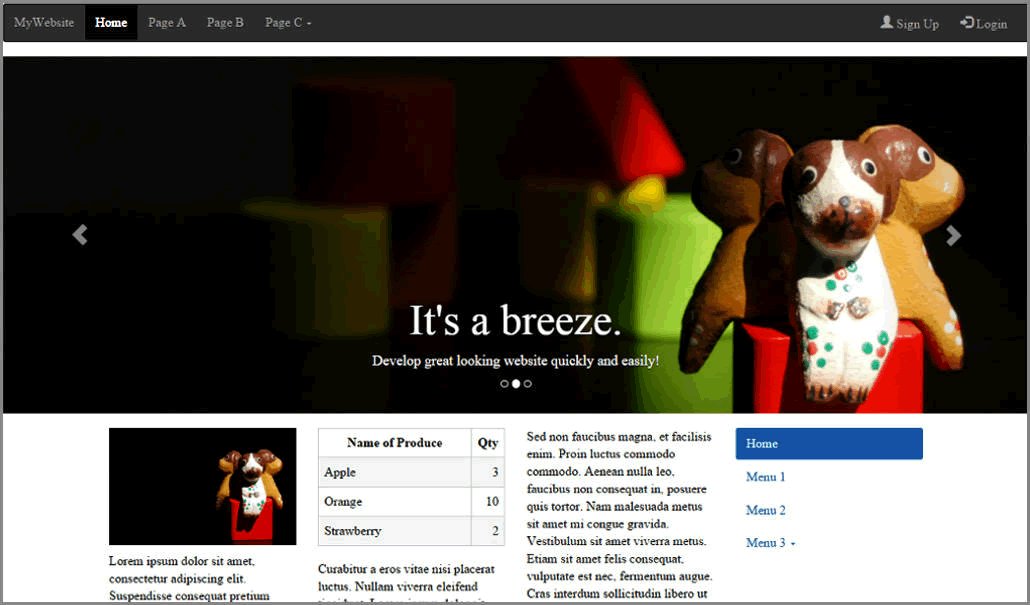 MyWebsite Home Page A Page B Page C Sign Up Login
It's a breeze.
Develop great looking website quickly and easily!
Lorem ipsum dolor sit amet,
consectetur adipiscing elit.
Suspendisse consequat pretium
Name of Produce Qty
Apple 3
Orange 10
Strawberry 2
Curabitur a eros vitae nisi placerat
luctus. Nullam viverra eleifend
Sed non faucibus magna, et facilisis
enim. Proin luctus commodo
commodo. Aenean nulla leo,
faucibus non consequat in, posuere
quis tortor. Nam malesuada metus
sit amet mi congue gravida.
Vestibulum sit amet viverra metus.
Etiam sit amet felis consequat,
vulputate est nec, fermentum augue.
Cras interdum sollicitudin libero ut
Home
Menu 1
Menu 2
Menu 3